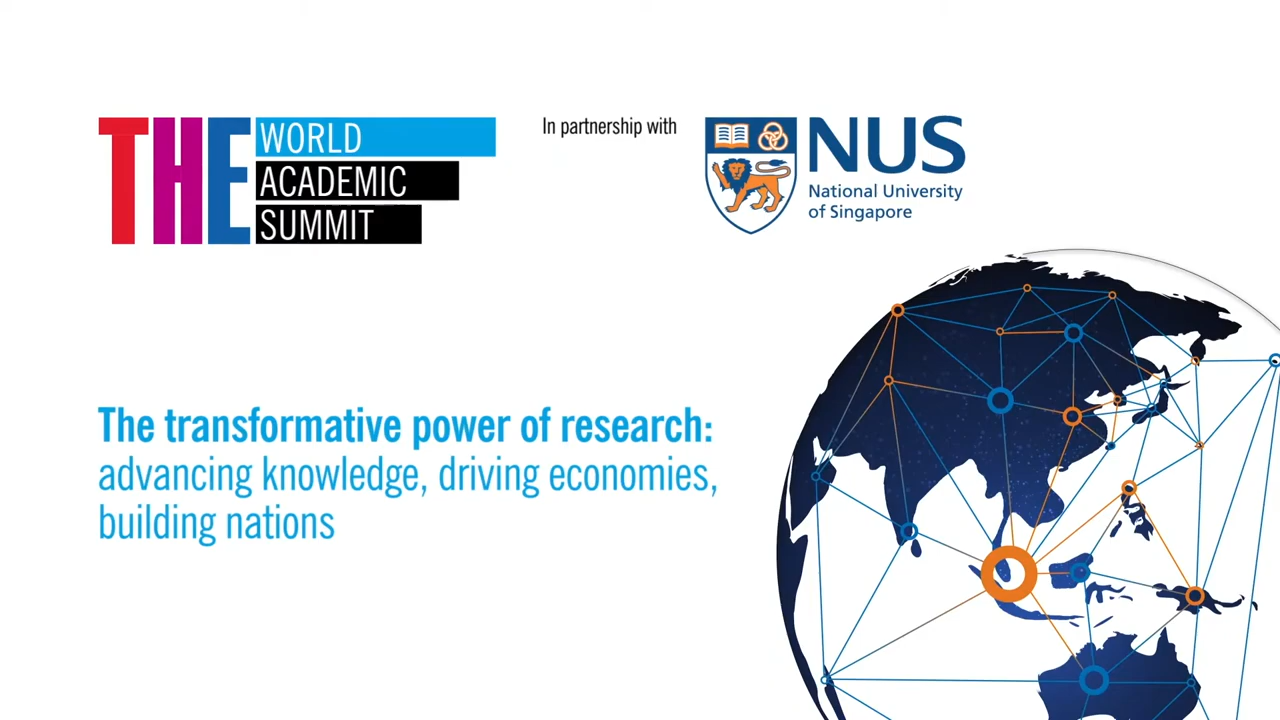 THE WORLD
ACADEMIC
SUMMIT
In partnership with
NUS
National University
of Singapore
The transformative power of research:
advancing knowledge, driving economies,
building nations